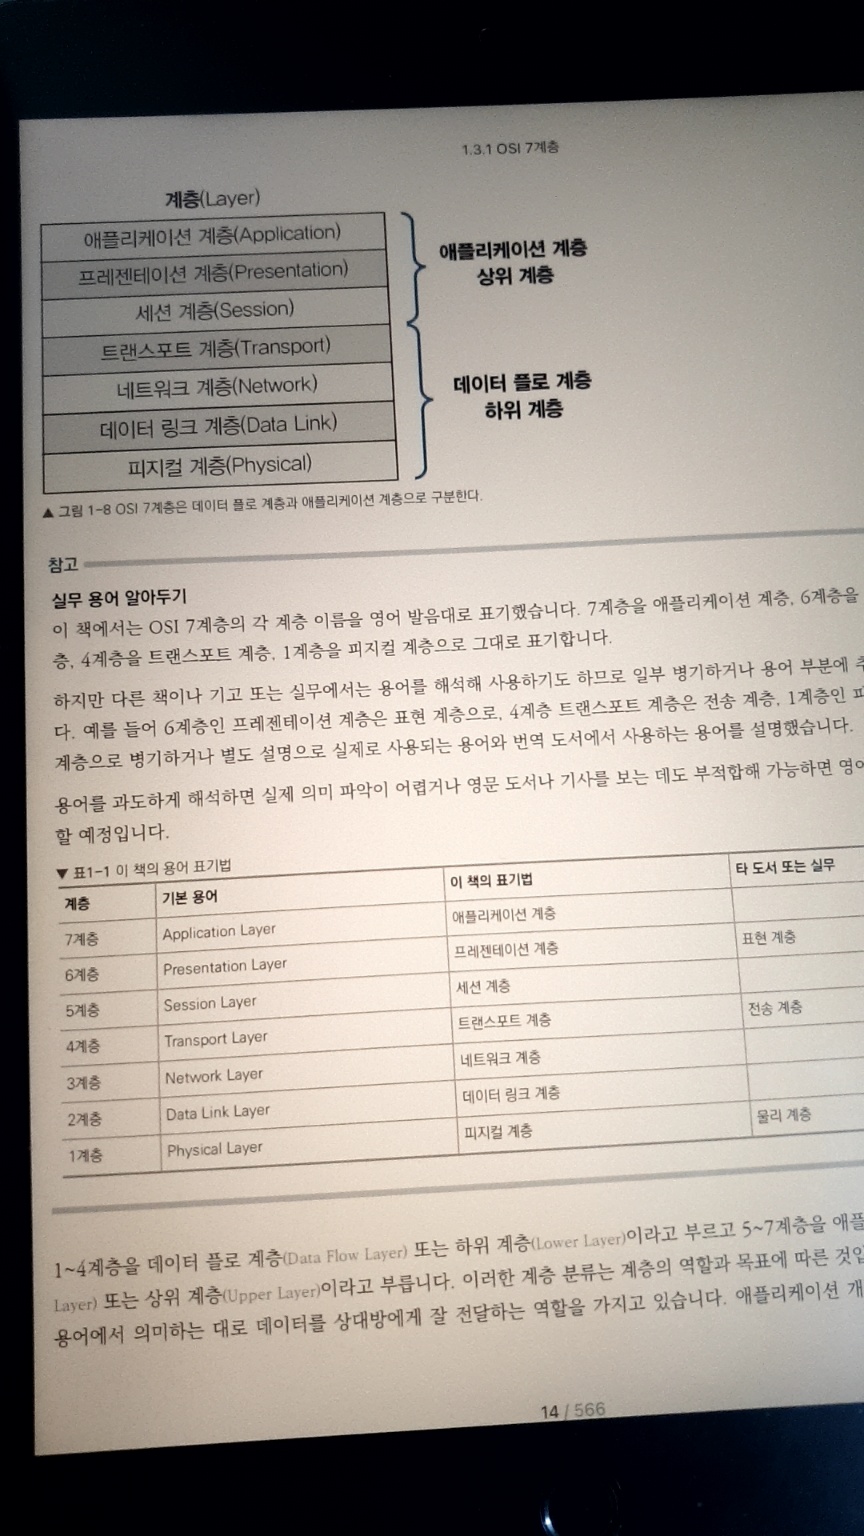 1.3.1 OSI 7계층
계층(Layer)
애플리케이션 계층(Application)
프레젠테이션 계층(Presentation)
세션 계층(Session)
트랜스포트 계층(Transport)
네트워크 계층(Network)
데이터 링크 계층(Data Link)
피지컬 계층(Physical)
애플리케이션 계층
상위 계층
데이터 플로 계층
하위 계층
▲ 그림 1-8 OSI 7계층은 데이터 플로 계층과 애플리케이션 계층으로 구분한다.
참고
실무 용어 알아두기
이 책에서는 OSI 7계층의 각 계층 이름을 영어 발음대로 표기했습니다. 7계층을 애플리케이션 계층, 6계층을
층, 4계층을 트랜스포트 계층, 1계층을 피지컬 계층으로 그대로 표기합니다.
하지만 다른 책이나 기고 또는 실무에서는 용어를 해석해 사용하기도 하므로 일부 병기하거나 용어 부분에
다. 예를 들어 6계층인 프레젠테이션 계층은 표현 계층으로, 4계층 트랜스포트 계층은 전송 계층, 1계층인
계층으로 병기하거나 별도 설명으로 실제로 사용되는 용어와 번역 도서에서 사용하는 용어를 설명했습니다.
용어를 과도하게 해석하면 실제 의미 파악이 어렵거나 영문 도서나 기사를 보는 데도 부적합해 가능하면
할 예정입니다.
▼ 표1-1 이 책의 용어 표기법
계층 기본 용어 이 책의 표기법 타 도서 또는 실무
7계층 Application Layer 애플리케이션 계층
6계층 Presentation Layer 프레젠테이션 계층 표현 계층
5계층 Session Layer 세션 계층
4계층 Transport Layer 트랜스포트 계층 전송 계층
3계층 Network Layer 네트워크 계층
2계층 Data Link Layer 데이터 링크 계층
1계층 Physical Layer 피지컬 계층 물리 계층
1~4계층을 데이터 플로 계층(Data Flow Layer) 또는 하위 계층(Lower Layer)이라고 부르고 5~7계층을 애플
Layer) 또는 상위 계층(Upper Layer)이라고 부릅니다. 이러한 계층 분류는 계층의 역할과 목표에 따른
용어에서 의미하는 대로 데이터를 상대방에게 잘 전달하는 역할을 가지고 있습니다. 애플리케이션 개
14 / 566